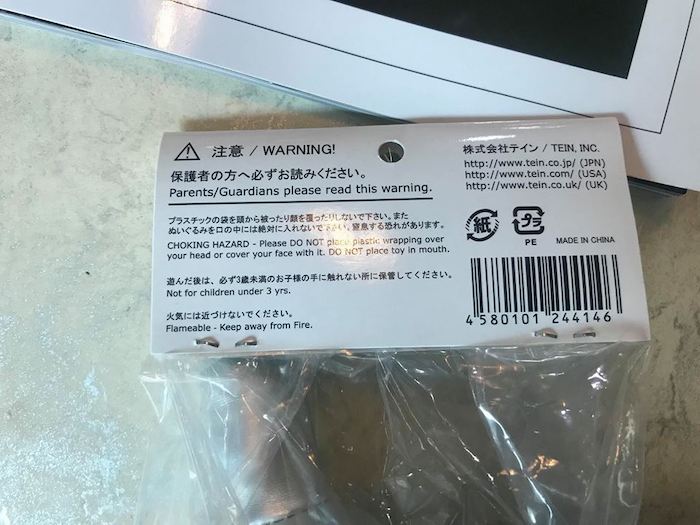 注意 / WARNING!
保護者の方へ必ずお読みください。
Parents/Guardians please read this warning.
プラスチックの袋を頭から被ったり顔を覆ったりしないで下さい。また
ぬいぐるみを口の中には絶対に入れないで下さい。窒息する恐れがあります。
CHOKING HAZARD - Please DO NOT place plastic wrapping over
your head or cover your face with it. DO NOT place toy in mouth.
遊んだ後は、必ず3歳未満のお子様の手に触れない所に保管してください。
Not for children under 3 yrs.
火気には近づけないでください。
Flameable - Keep away from Fire.
株式会社テイン / TEIN, INC.
http://www.tein.co.jp/ (JPN)
http://www.tein.com/ (USA)
http://www.tein.co.uk/ (UK)
紙 プラ
PE
MADE IN CHINA
4 580101 244146